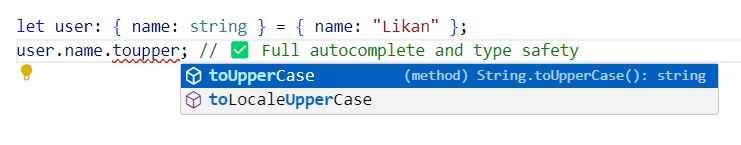 let user: { name: string } = { name: "Likan" };
user.name.toupper; // ✅ Full autocomplete and type safety
toUpperCase (method) String.toUpperCase(): string
toLocaleUpperCase